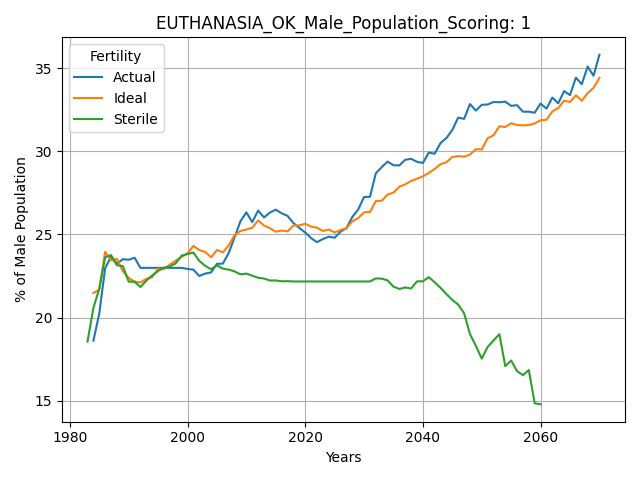 EUTHANASIA_OK_Male_Population_Scoring: 1
Fertility
Actual
Ideal
Sterile
% of Male Population
35
30
25
20
15
1980
2000
2020
2040
2060
Years